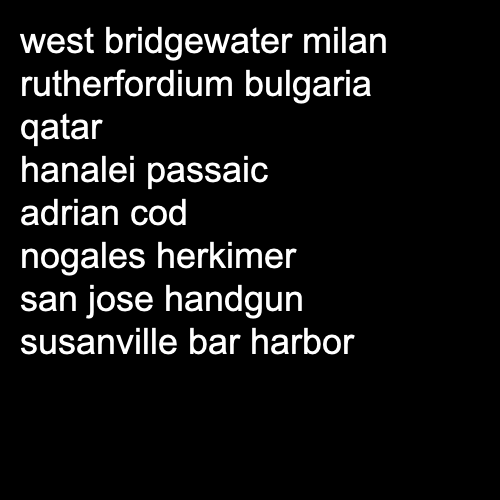 west bridgewater milan
rutherfordium bulgaria
qatar
hanalei passaic
adrian cod
nogales herkimer
san jose handgun
susanville bar harbor